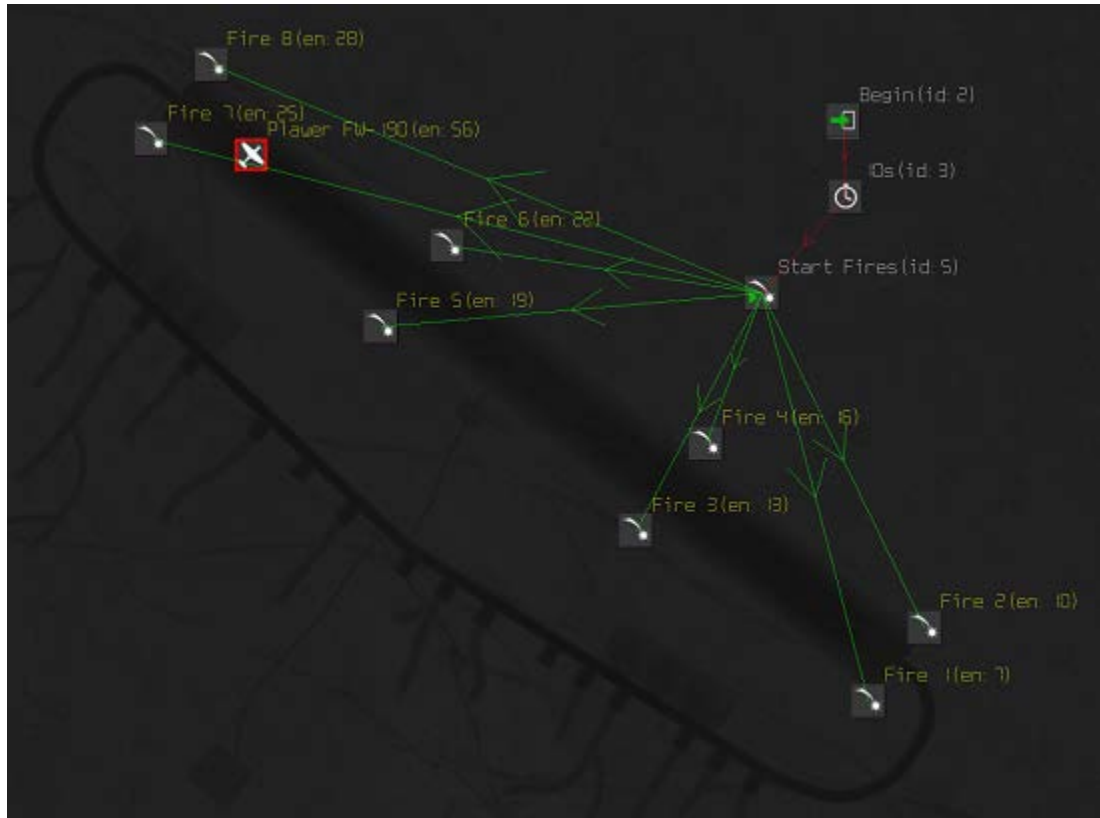 Fire 8(en: 28)
Begin(id: 2)
Fire 7(en: 25)
Player FW-190(en: 56)
10s(id: 3)
Fire 6(en: 22)
Start Fires(id: 5)
Fire 5(en: 19)
Fire 4(en: 16)
Fire 3(en: 13)
Fire 2(en: 10)
Fire 1(en: 7)